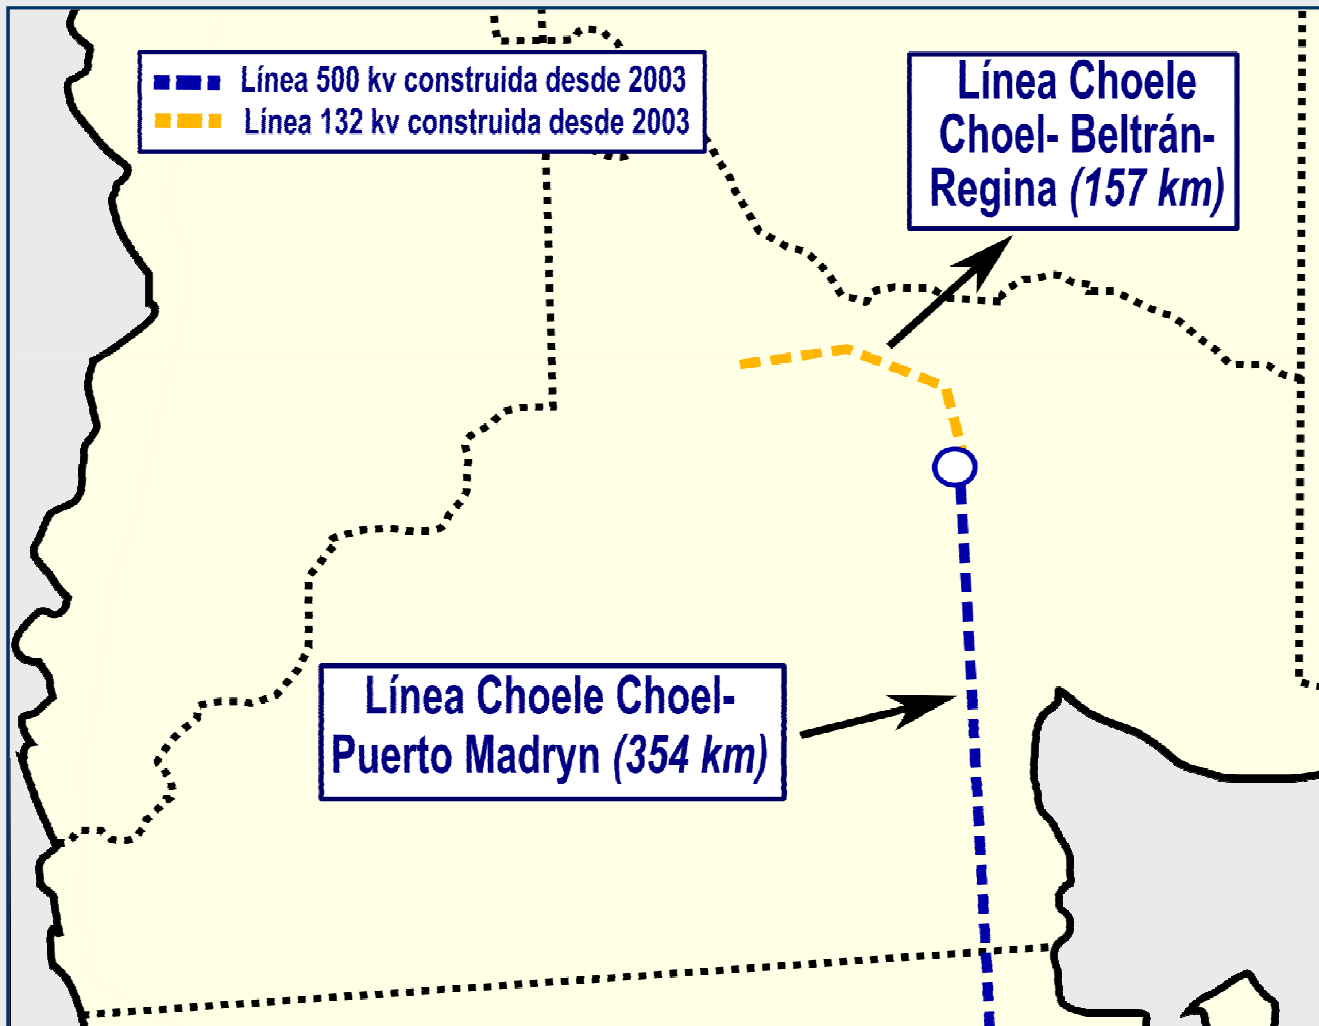 Línea 500 kv construida desde 2003
Línea 132 kv construida desde 2003
Línea Choele
Choel- Beltrán-
Regina (157 km)
Línea Choele Choel-
Puerto Madryn (354 km)